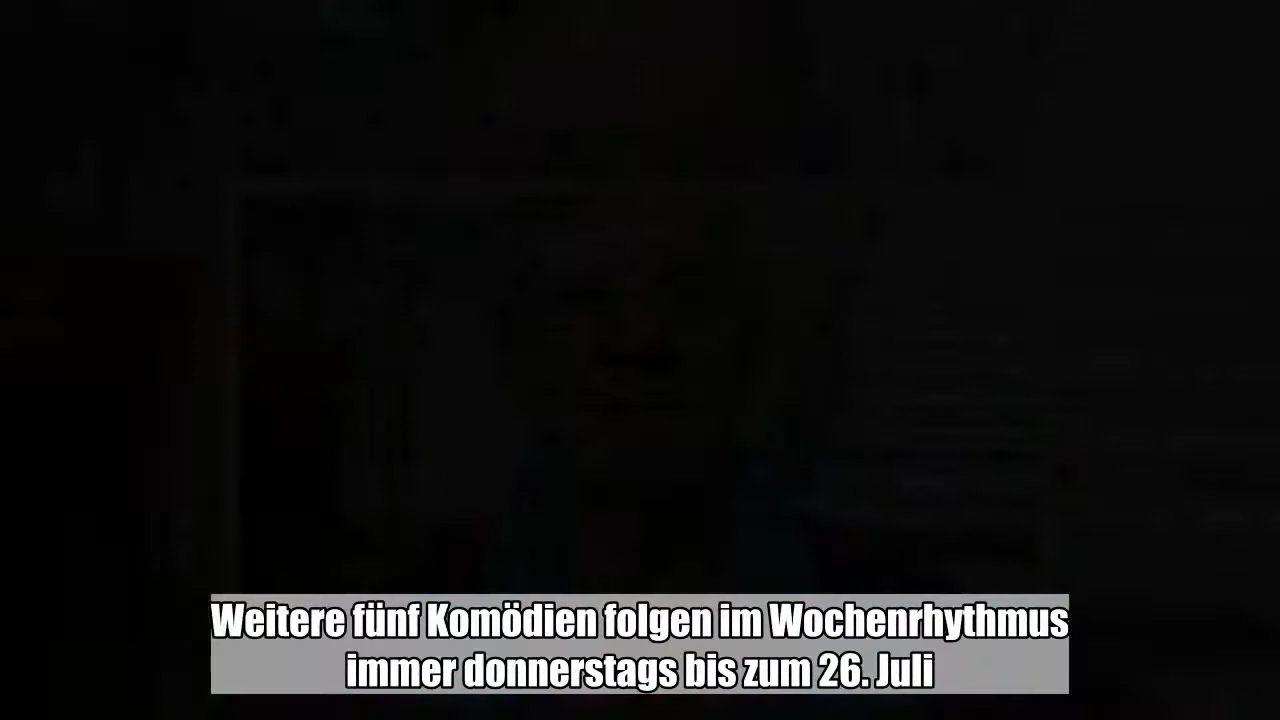 Weitere fünf Komödien folgen im Wochenrhythmus
immer donnerstags bis zum 26. Juli